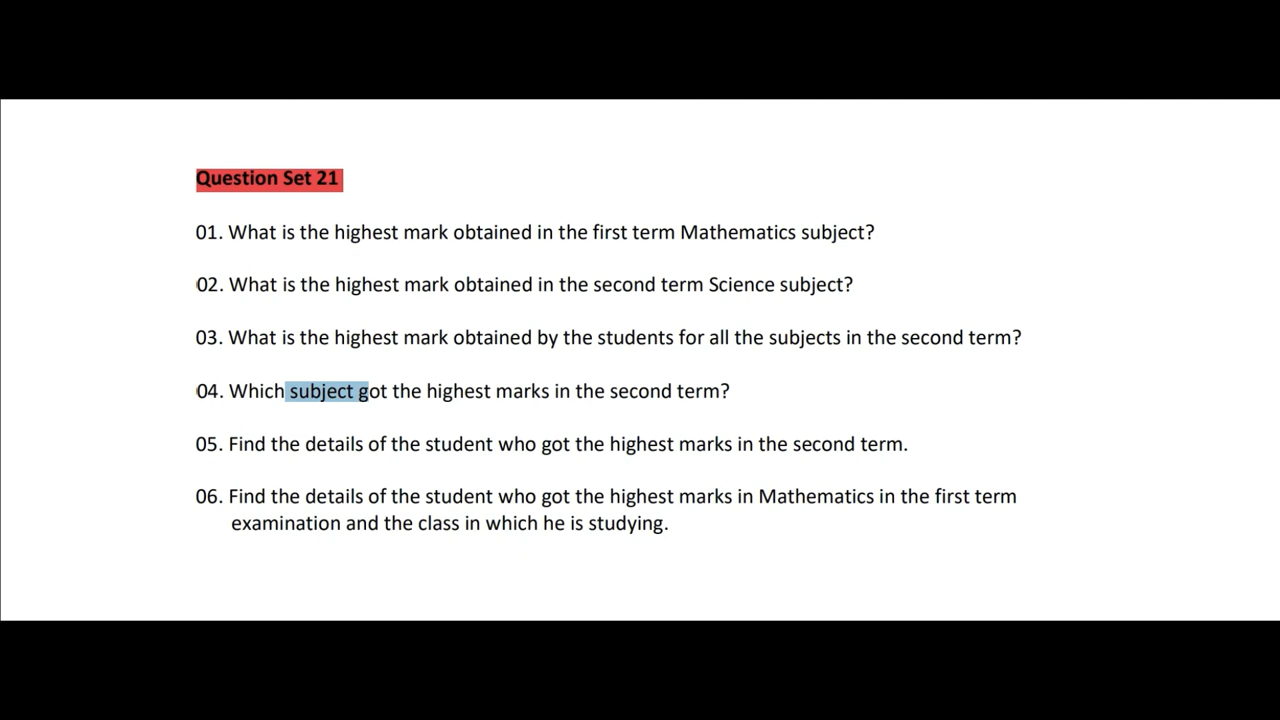 Question Set 21
01. What is the highest mark obtained in the first term Mathematics subject?
02. What is the highest mark obtained in the second term Science subject?
03. What is the highest mark obtained by the students for all the subjects in the second term?
04. Which subject got the highest marks in the second term?
05. Find the details of the student who got the highest marks in the second term.
06. Find the details of the student who got the highest marks in Mathematics in the first term
examination and the class in which he is studying.